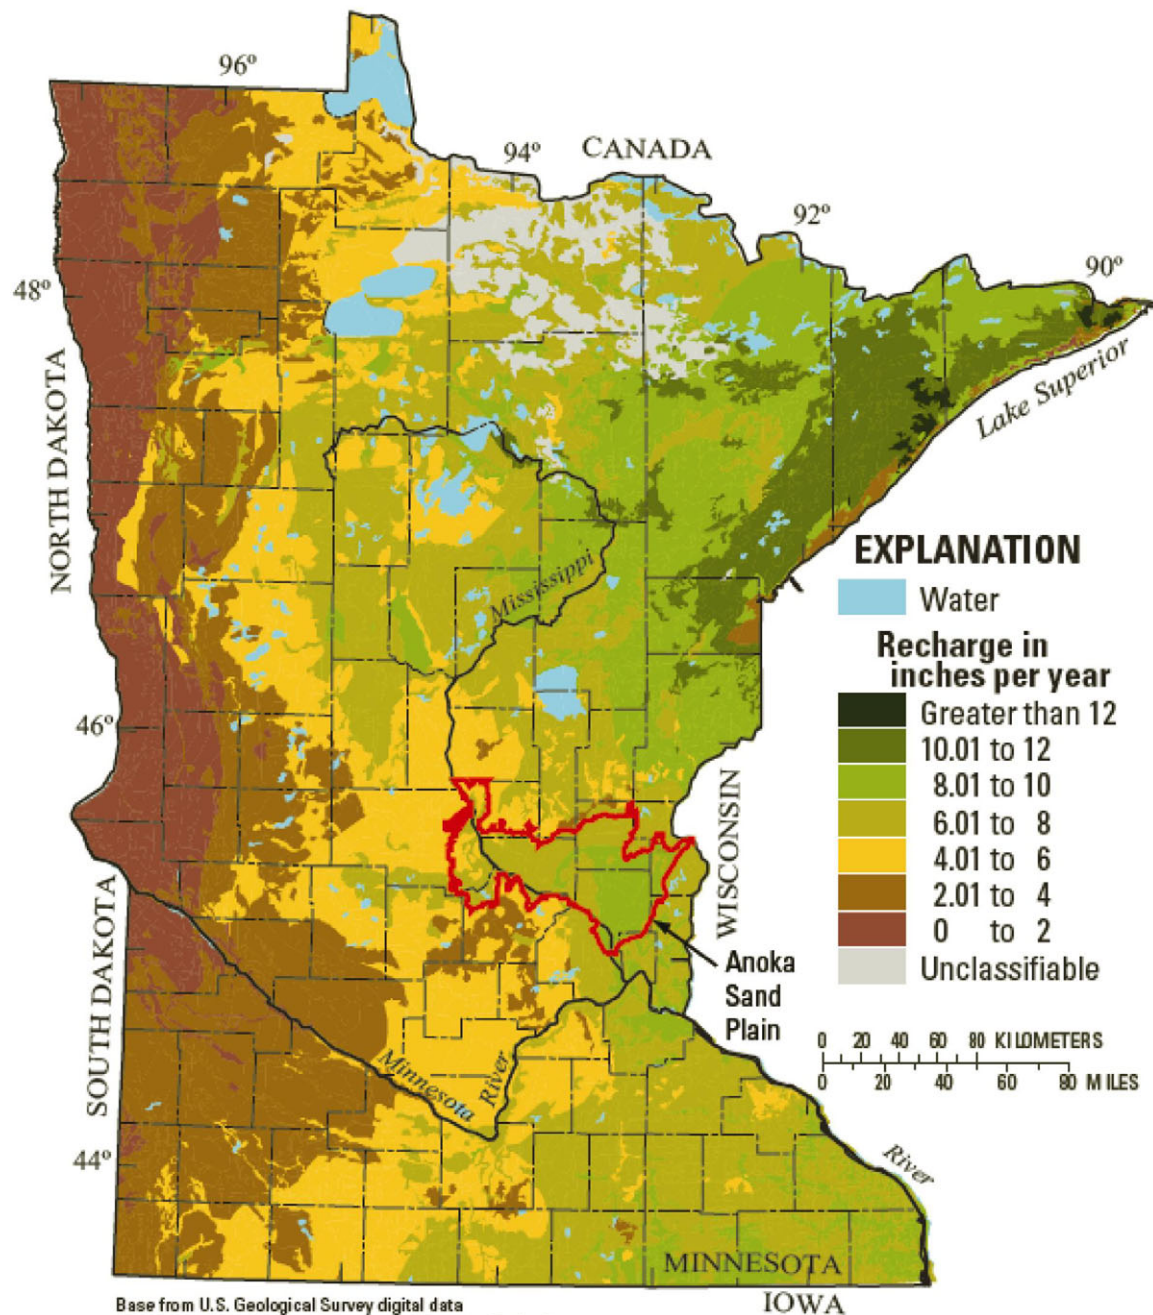 96º
94º
CANADA
92º
90º
48º
Lake Superior
NORTH DAKOTA
EXPLANATION
Water
Mississippi
Recharge in
inches per year
Greater than 12
10.01 to 12
8.01 to 10
6.01 to 8
4.01 to 6
2.01 to 4
0 to 2
Unclassifiable
46º
WISCONSIN
SOUTH DAKOTA
Anoka
Sand
Plain
0 20 40 60 80 KILOMETERS
0 20 40 60 80 MILES
Minnesota
River
44º
River
MINNESOTA
IOWA
Base from U.S. Geological Survey digital data